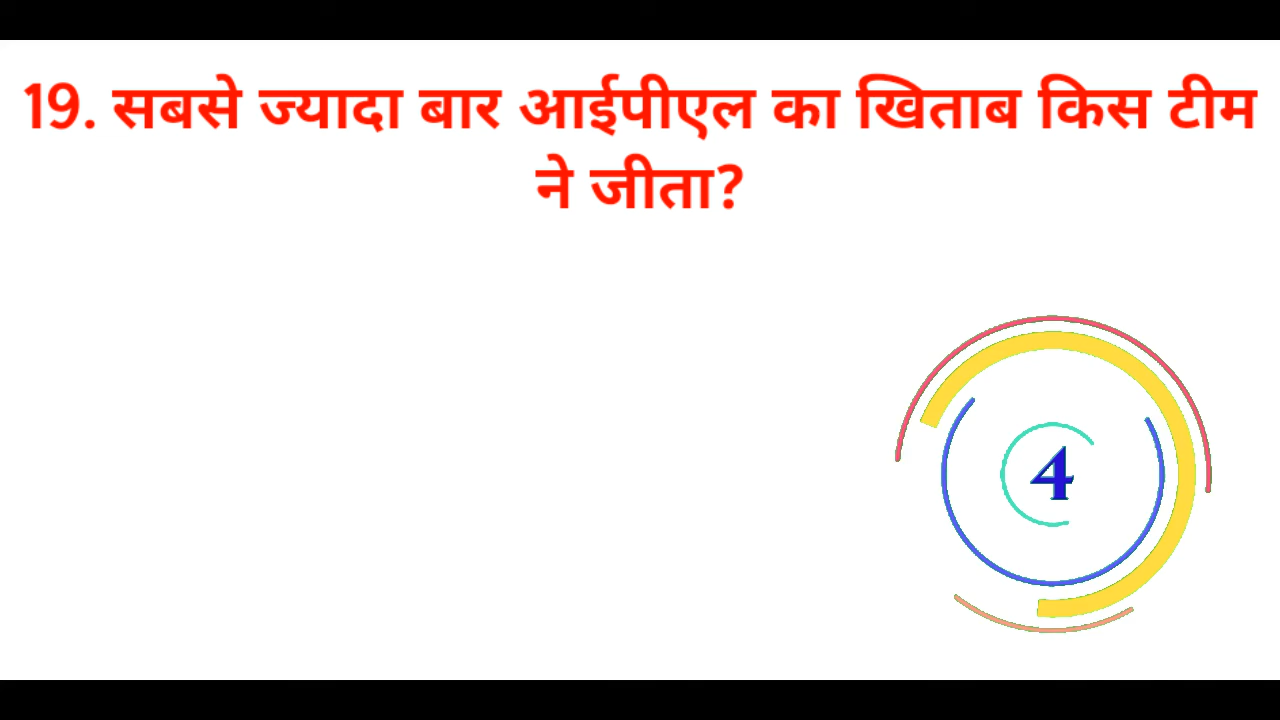 19. सबसे ज्यादा बार आईपीएल का खिताब किस टीम
ने जीता?
4